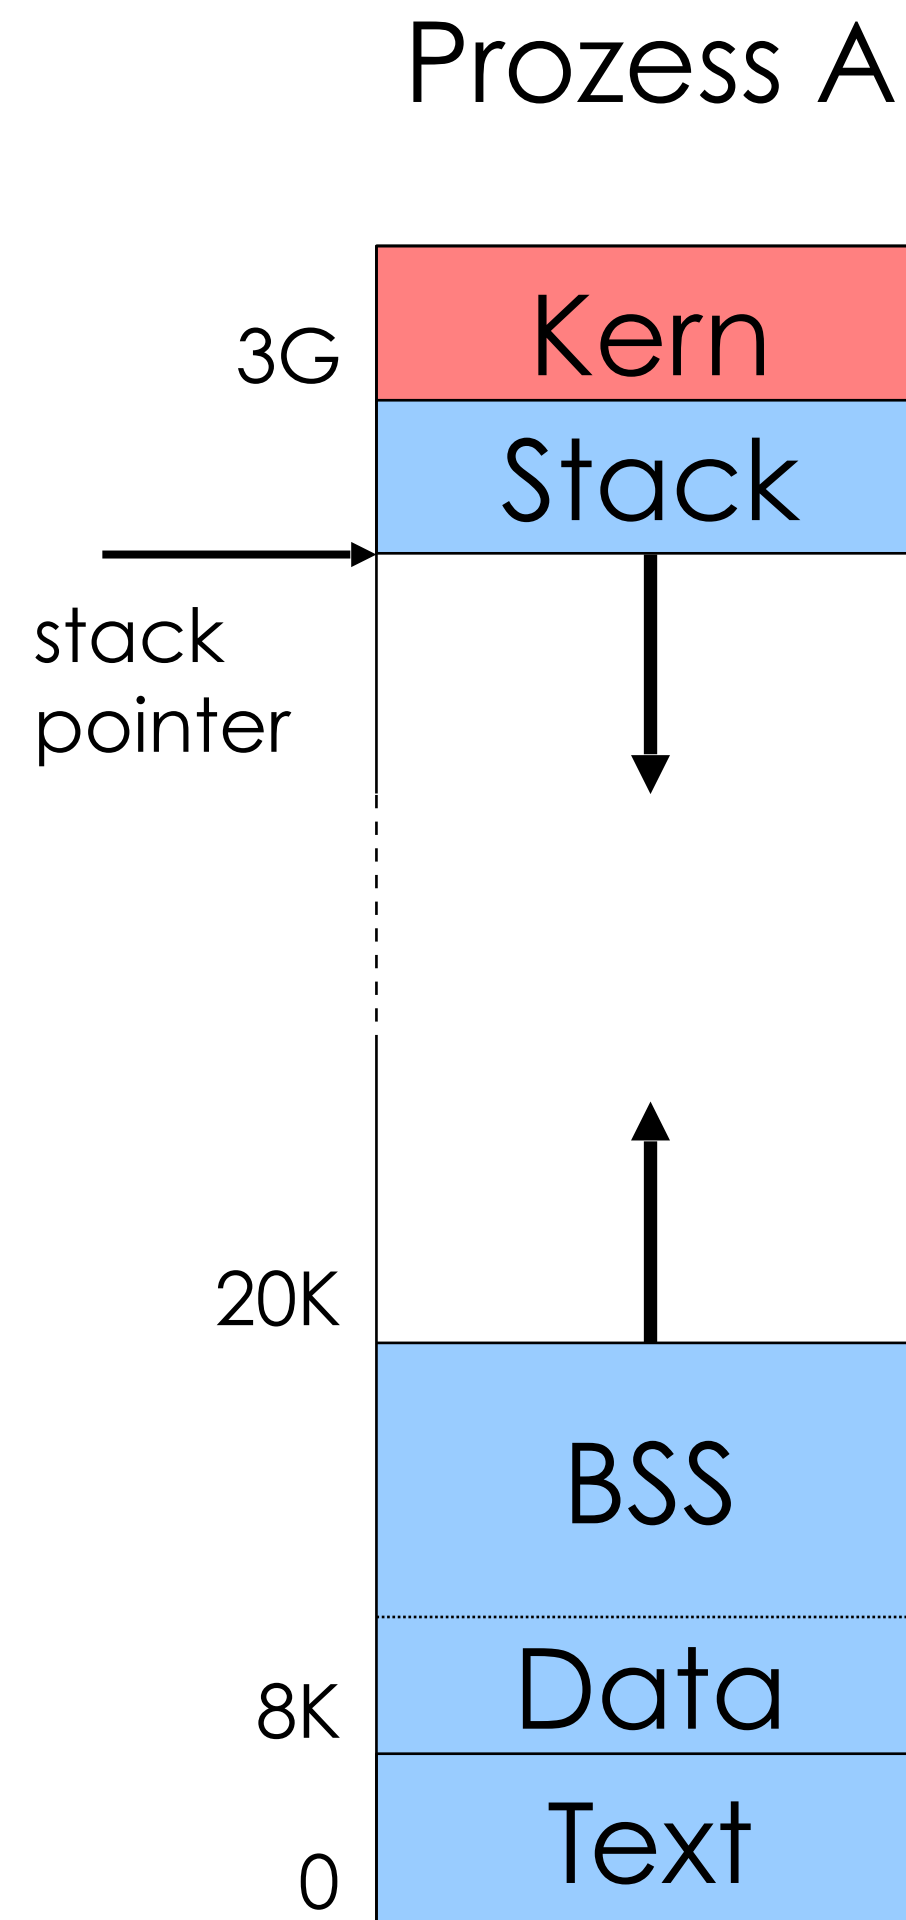 Prozess A
Kern
3G
Stack
stack
pointer
20K
BSS
Data
8K
Text
0